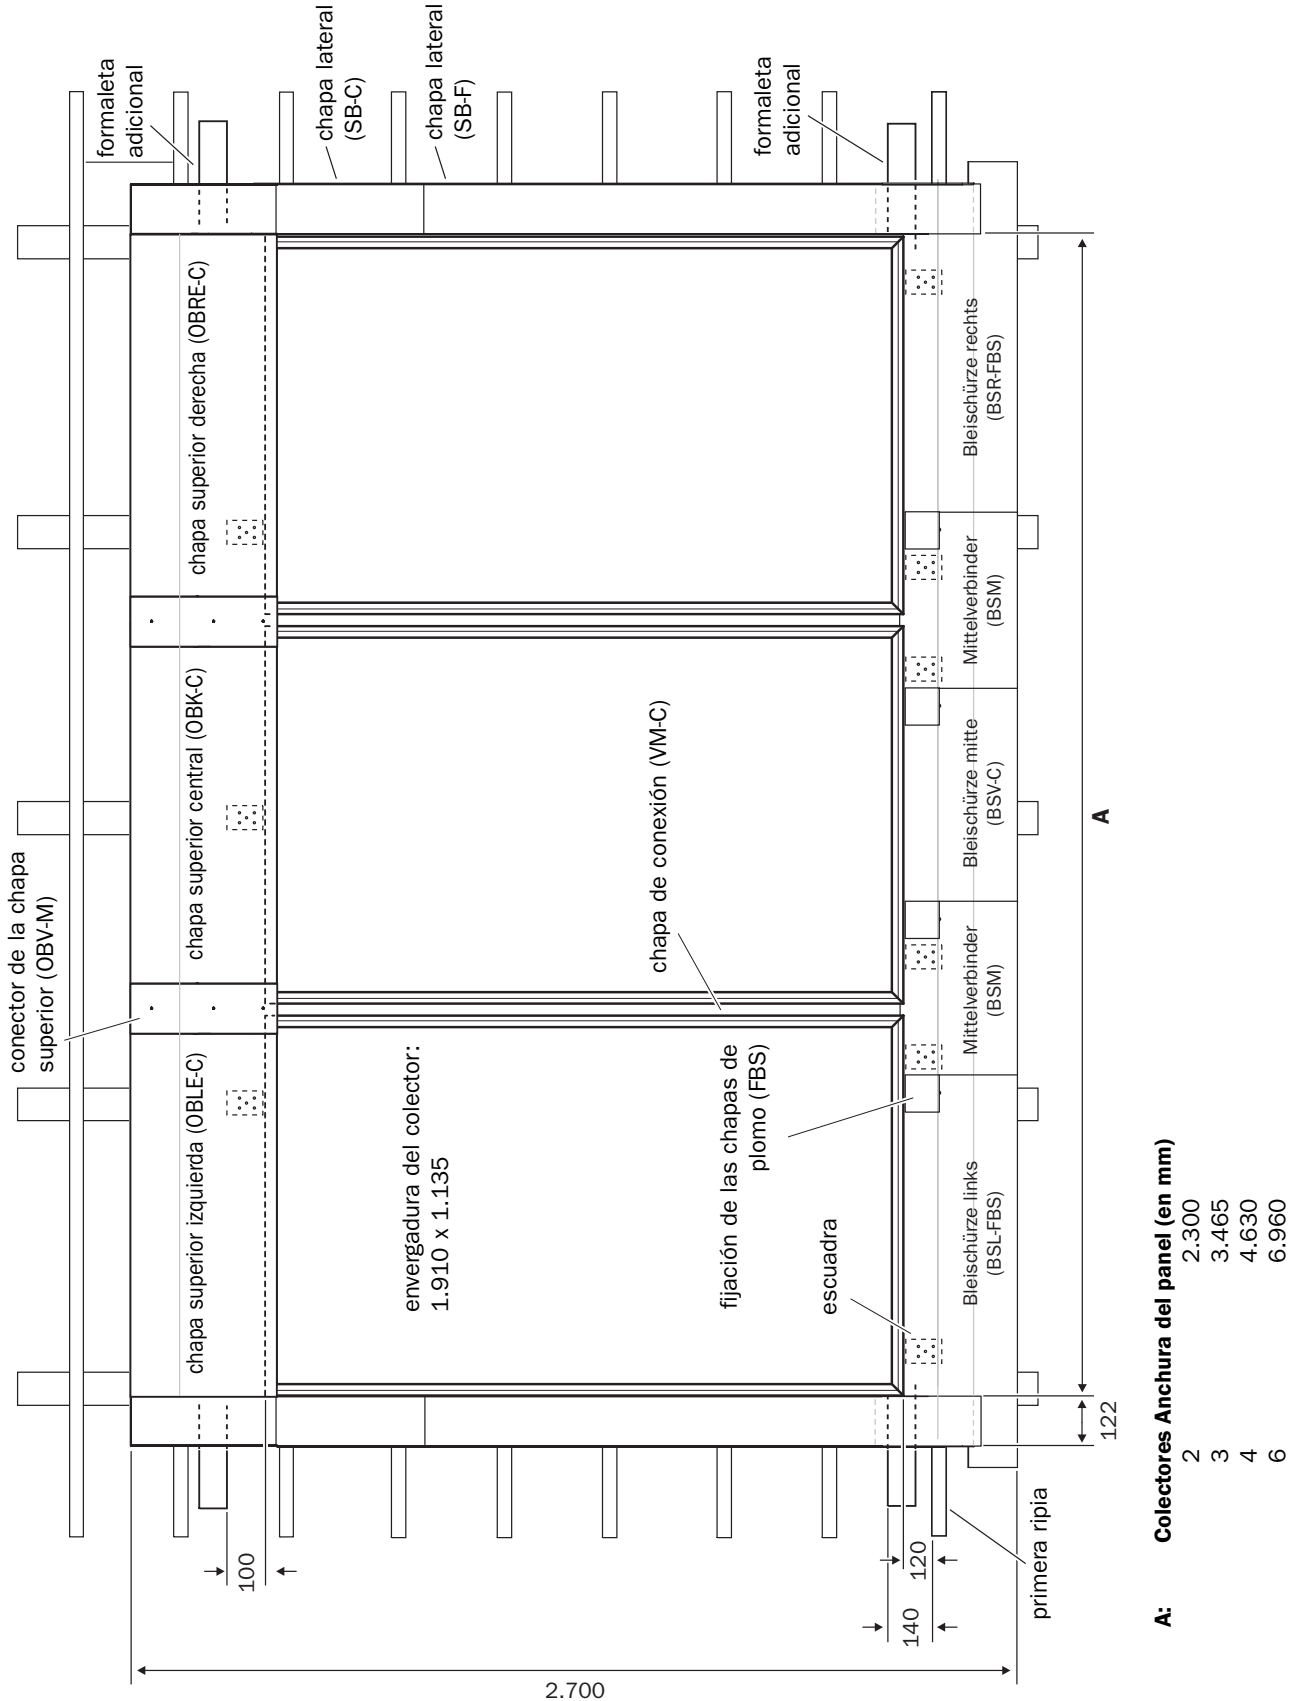 conector de la chapa
superior (OBV-M)
formaleta
adicional
chapa lateral
(SB-C)
chapa lateral
(SB-F)
formaleta
adicional
chapa superior izquierda (OBLE-C)
chapa superior central (OBK-C)
chapa superior derecha (OBRE-C)
envergadura del colector:
1.910 x 1.135
chapa de conexión (VM-C)
fijación de las chapas de
plomo (FBS)
escuadra
Bleischürze links
(BSL-FBS)
Mittelverbinder
(BSM)
Bleischürze mitte
(BSV-C)
Mittelverbinder
(BSM)
Bleischürze rechts
(BSR-FBS)
100
140
120
2.700
primera ripia
122
A
A:
Colectores Anchura del panel (en mm)
2 2.300
3 3.465
4 4.630
6 6.960